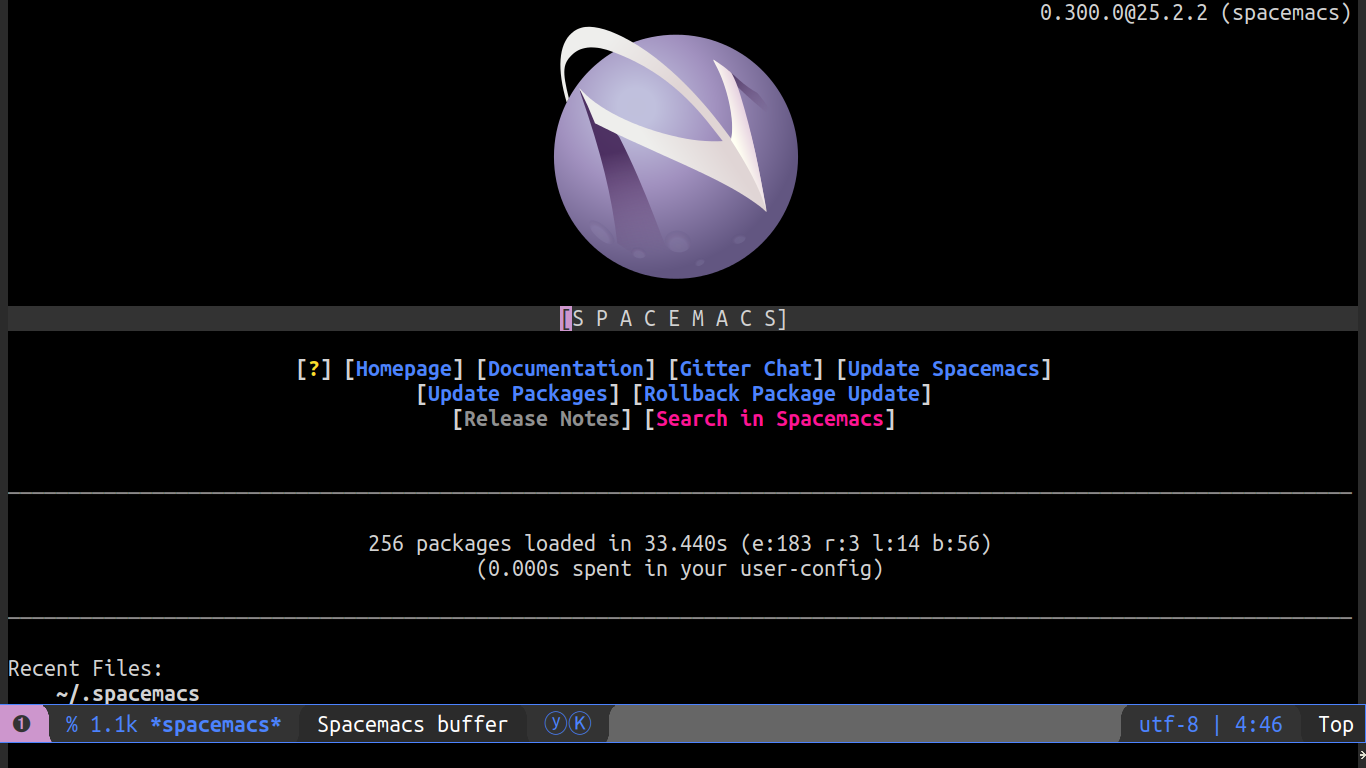 0.300.0@25.2.2 (spacemacs)
[S P A C E M A C S]
[?] [Homepage] [Documentation] [Gitter Chat] [Update Spacemacs]
[Update Packages] [Rollback Package Update]
[Release Notes] [Search in Spacemacs]
256 packages loaded in 33.440s (e:183 r:3 l:14 b:56)
(0.000s spent in your user-config)
Recent Files:
~/.spacemacs
❶ % 1.1k *spacemacs* Spacemacs buffer ⓨⓀ utf-8 | 4:46 Top